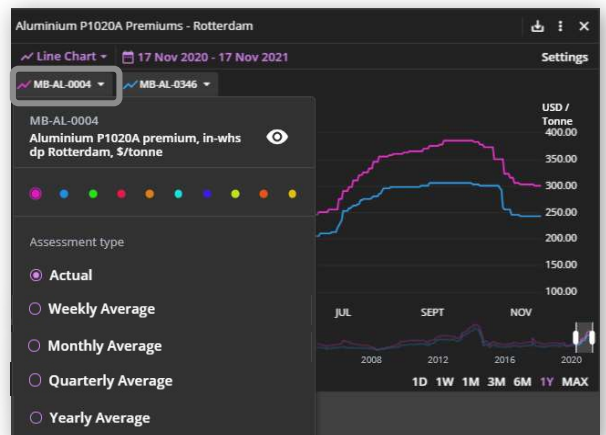 Aluminium P1020A Premiums - Rotterdam
Line Chart
17 Nov 2020 - 17 Nov 2021
Settings
MB-AL-0004
MB-AL-0346
MB-AL-0004
Aluminium P1020A premium, in-whs
dp Rotterdam, $/tonne
Assessment type
Actual
Weekly Average
Monthly Average
Quarterly Average
Yearly Average
USD /
Tonne
400.00
350.00
300.00
250.00
200.00
150.00
100.00
JUL SEPT NOV
2008 2012 2016 2020
1D 1W 1M 3M 6M 1Y MAX